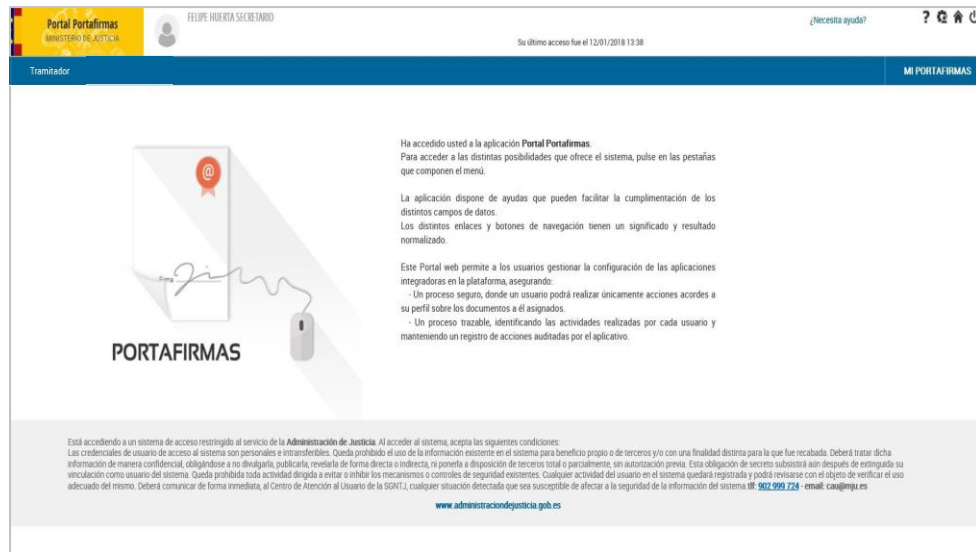 Portal Portafirmas
MINISTERIO DE JUSTICIA
FELIPE HUERTA SECRETARIO
¿Necesita ayuda?
?
Su último acceso fue el 12/01/2018 13:38
Tramitador
MI PORTAFIRMAS
@
Firma
PORTAFIRMAS
Ha accedido usted a la aplicación Portal Portafirmas.
Para acceder a las distintas posibilidades que ofrece el sistema, pulse en las pestañas
que componen el menú.
La aplicación dispone de ayudas que pueden facilitar la cumplimentación de los
distintos campos de datos.
Los distintos enlaces y botones de navegación tienen un significado y resultado
normalizado.
Este Portal web permite a los usuarios gestionar la configuración de las aplicaciones
integradoras en la plataforma, asegurando:
- Un proceso seguro, donde un usuario podrá realizar únicamente acciones acordes a
su perfil sobre los documentos a él asignados.
- Un proceso trazable, identificando las actividades realizadas por cada usuario y
manteniendo un registro de acciones auditadas por el aplicativo.
Está accediendo a un sistema de acceso restringido al servicio de la Administración de Justicia. Al acceder al sistema, acepta las siguientes condiciones:
Las credenciales de usuario de acceso al sistema son personales e intransferibles. Queda prohibido el uso de la información existente en el sistema para beneficio propio o de terceros y/o con una finalidad distinta para la que fue recabada. Deberá tratar dicha
información de manera confidencial, obligándose a no divulgarla, publicarla, revelarla de forma directa o indirecta, ni ponerla a disposición de terceros total o parcialmente, sin autorización previa. Esta obligación de secreto subsistirá aún después de extinguida su
vinculación como usuario del sistema. Queda prohibida toda actividad dirigida a evitar o inhibir los mecanismos o controles de seguridad existentes. Cualquier actividad del usuario en el sistema quedará registrada y podrá revisarse con el objeto de verificar el uso
adecuado del mismo. Deberá comunicar de forma inmediata, al Centro de Atención al Usuario de la SGNTJ, cualquier situación detectada que sea susceptible de afectar a la seguridad de la información del sistema tlf: 902 999 724 - email: cau@mju.es
www.administraciondejusticia.gob.es